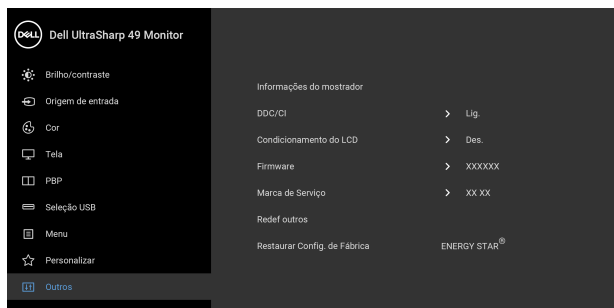 DELL
Dell UltraSharp 49 Monitor
Brilho/contraste
Origem de entrada
Cor
Tela
PBP
Seleção USB
Menu
Personalizar
Outros
Informações do mostrador
DDC/CI > Lig.
Condicionamento do LCD > Des.
Firmware > XXXXXX
Marca de Serviço > XX XX
Redef outros
Restaurar Config. de Fábrica ENERGY STAR®